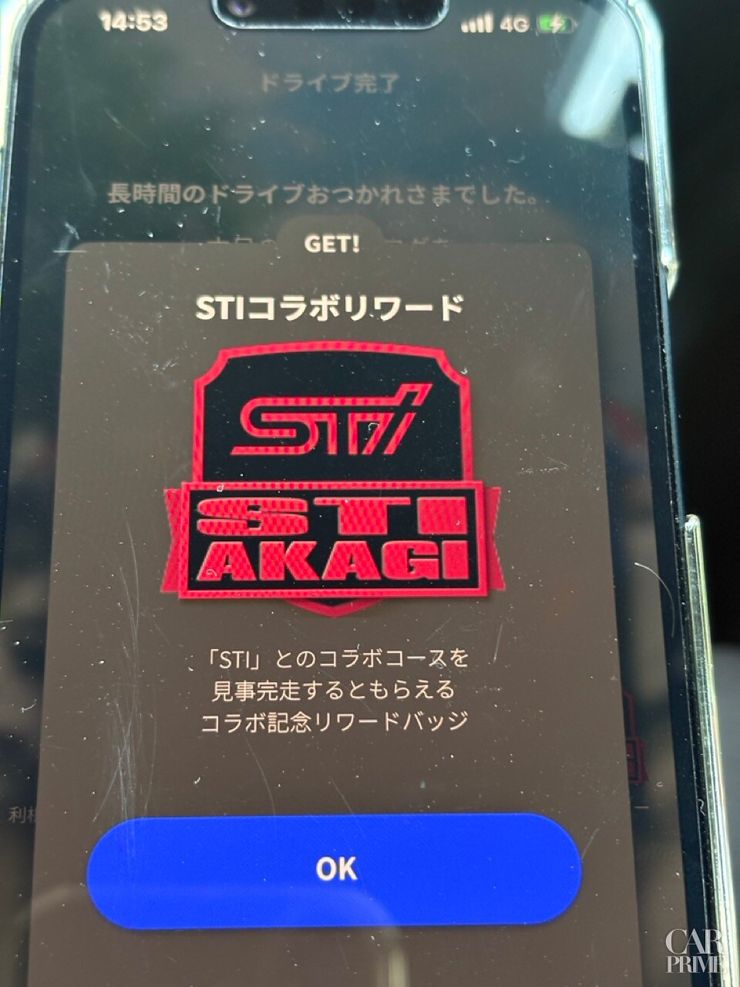 14:53
4G
ドライブ完了
長時間のドライブおつかれさまでした。
GET!
STIコラボリワード
STI
STI
AKAGI
「STI」とのコラボコースを
見事完走するともらえる
コラボ記念リワードバッジ
OK
CAR
PRIME